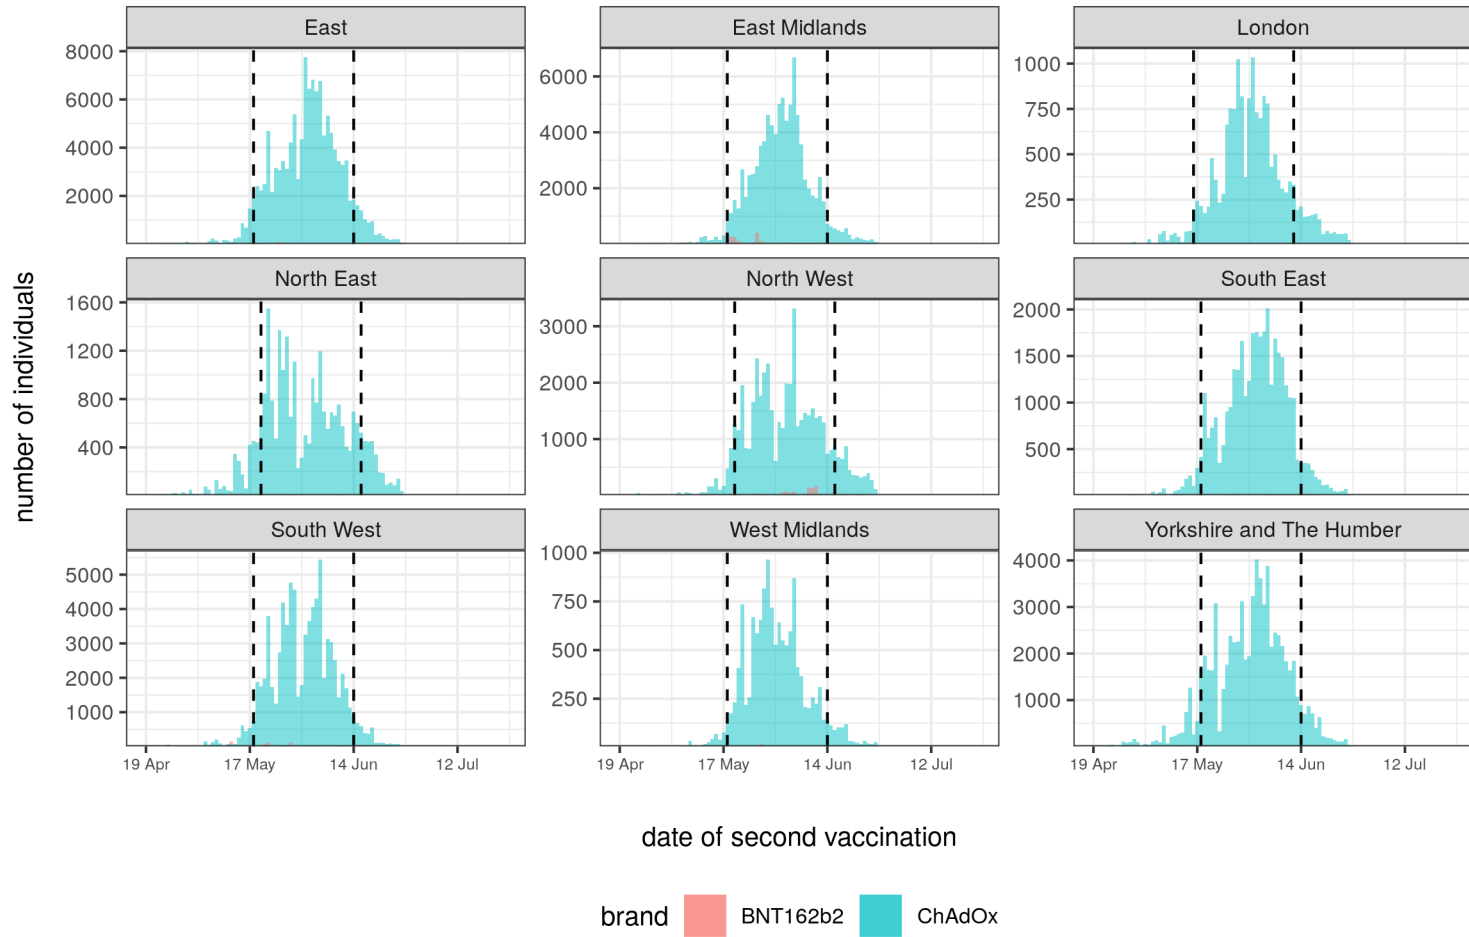 East
East Midlands
London
8000
6000
4000
2000
6000
4000
2000
1000
750
500
250
North East
North West
South East
1600
1200
800
400
3000
2000
1000
2000
1500
1000
500
South West
West Midlands
Yorkshire and The Humber
5000
4000
3000
2000
1000
1000
750
500
250
4000
3000
2000
1000
19 Apr 17 May 14 Jun 12 Jul
19 Apr 17 May 14 Jun 12 Jul
19 Apr 17 May 14 Jun 12 Jul
number of individuals
date of second vaccination
brand BNT162b2 ChAdOx